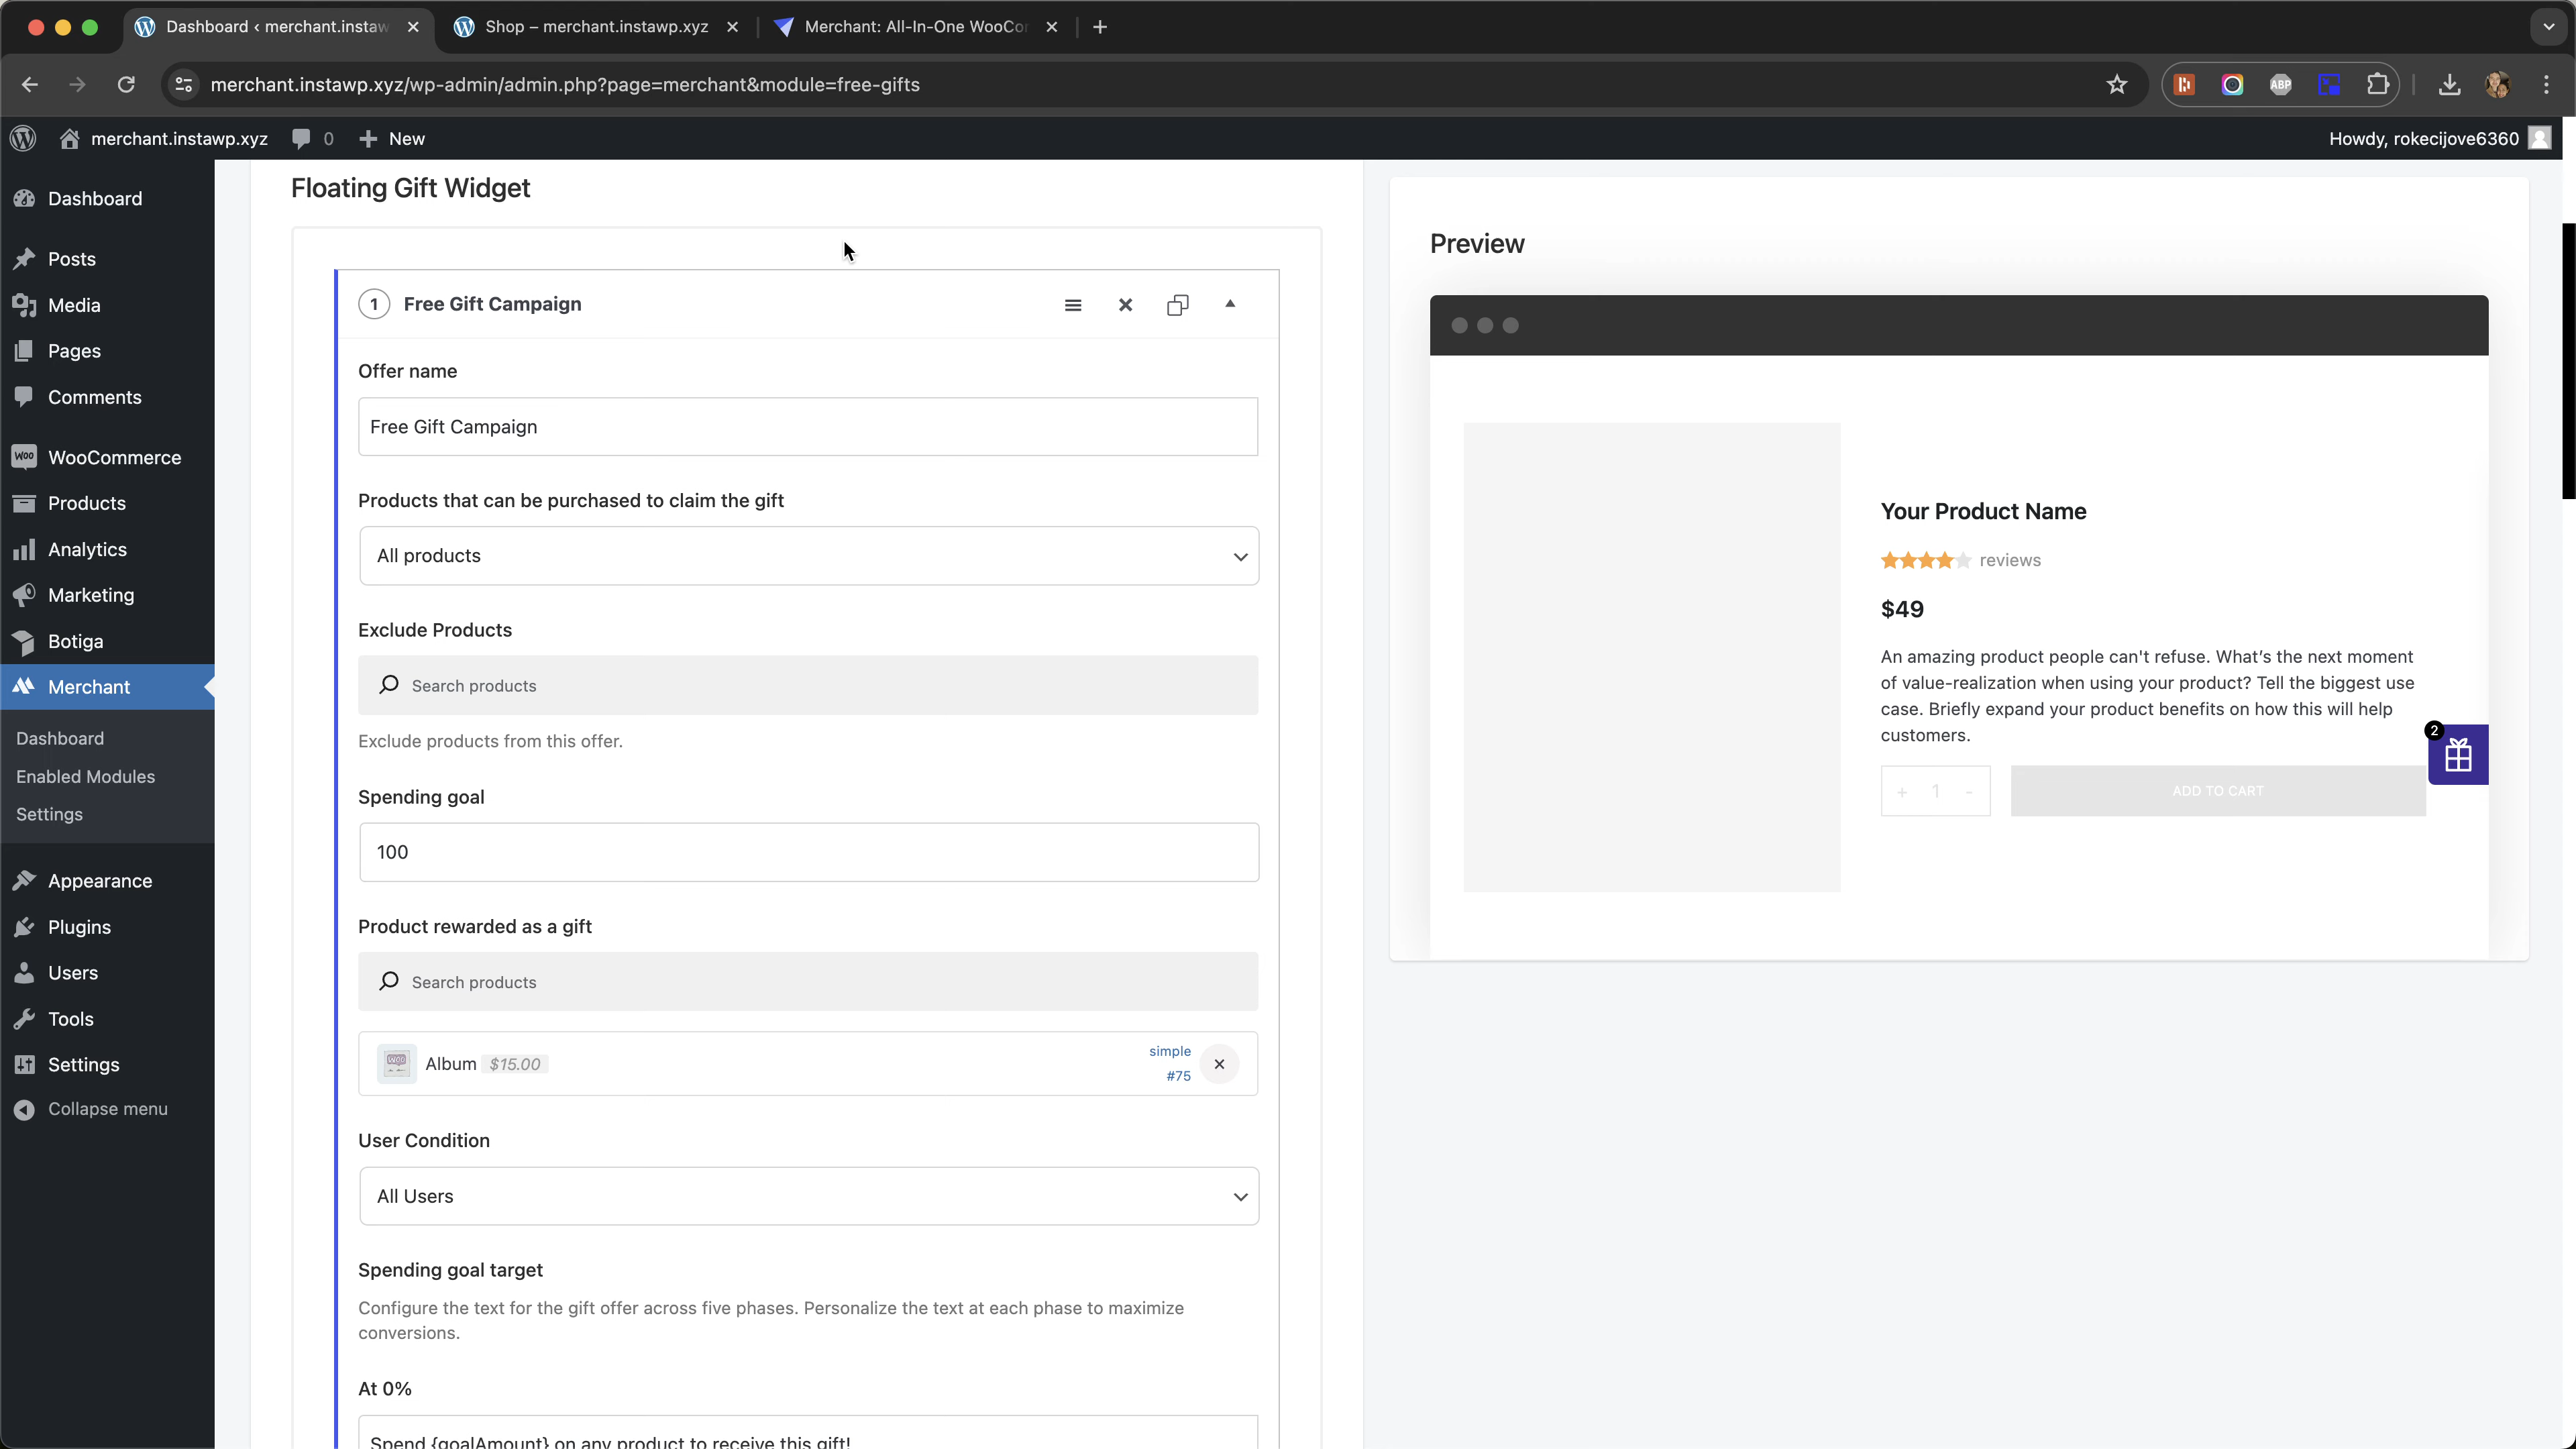 Dashboard ‹ merchant.instaw
Shop – merchant.instawp.xyz
Merchant: All-In-One WooCo
merchant.instawp.xyz/wp-admin/admin.php?page=merchant&module=free-gifts
ABP
merchant.instawp.xyz
0
New
Howdy, rokecijove6360
Dashboard
Posts
Media
Pages
Comments
WooCommerce
Products
Analytics
Marketing
Botiga
Merchant
Dashboard
Enabled Modules
Settings
Appearance
Plugins
Users
Tools
Settings
Collapse menu
Floating Gift Widget
1 Free Gift Campaign
Offer name
Free Gift Campaign
Products that can be purchased to claim the gift
All products
Exclude Products
Search products
Exclude products from this offer.
Spending goal
100
Product rewarded as a gift
Search products
Album $15.00
simple
#75
User Condition
All Users
Spending goal target
Configure the text for the gift offer across five phases. Personalize the text at each phase to maximize
conversions.
At 0%
Spend {goalAmount} on any product to receive this gift!
Preview
Your Product Name
reviews
$49
An amazing product people can't refuse. What's the next moment
of value-realization when using your product? Tell the biggest use
case. Briefly expand your product benefits on how this will help
customers.
2
+ 1 -
ADD TO CART